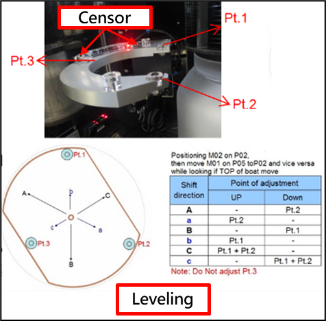 Censor
Pt.1
Pt.3
Pt.2
Positioning M02 on P02,
then move M01 on P05 toP02 and vice versa
while looking if TOP of boat move
Shift direction Point of adjustment
UP Down
A - Pt.2
a Pt.2 -
B - Pt.1
b Pt.1 -
C Pt.1 + Pt.2 -
c - Pt.1 + Pt.2
Note: Do Not adjust Pt.3
Pt.1
A
b
C
c
a
Pt.3
Pt.2
B
Leveling